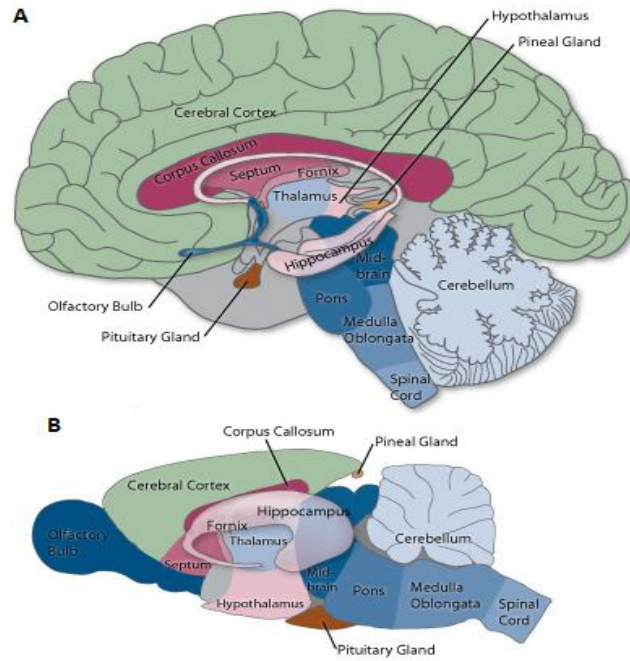 A
Hypothalamus
Pineal Gland
Cerebral Cortex
Corpus Callosum
Septum
Fornix
Thalamus
Hippocampus
Mid-
brain
Cerebellum
Olfactory Bulb
Pons
Pituitary Gland
Medulla
Oblongata
Spinal
Cord
B
Corpus Callosum
Pineal Gland
Cerebral Cortex
Hippocampus
Fornix
Olfactory
Bulb
Thalamus
Cerebellum
Septum
Mid-
brain
Pons
Medulla
Oblongata
Hypothalamus
Spinal
Cord
Pituitary Gland